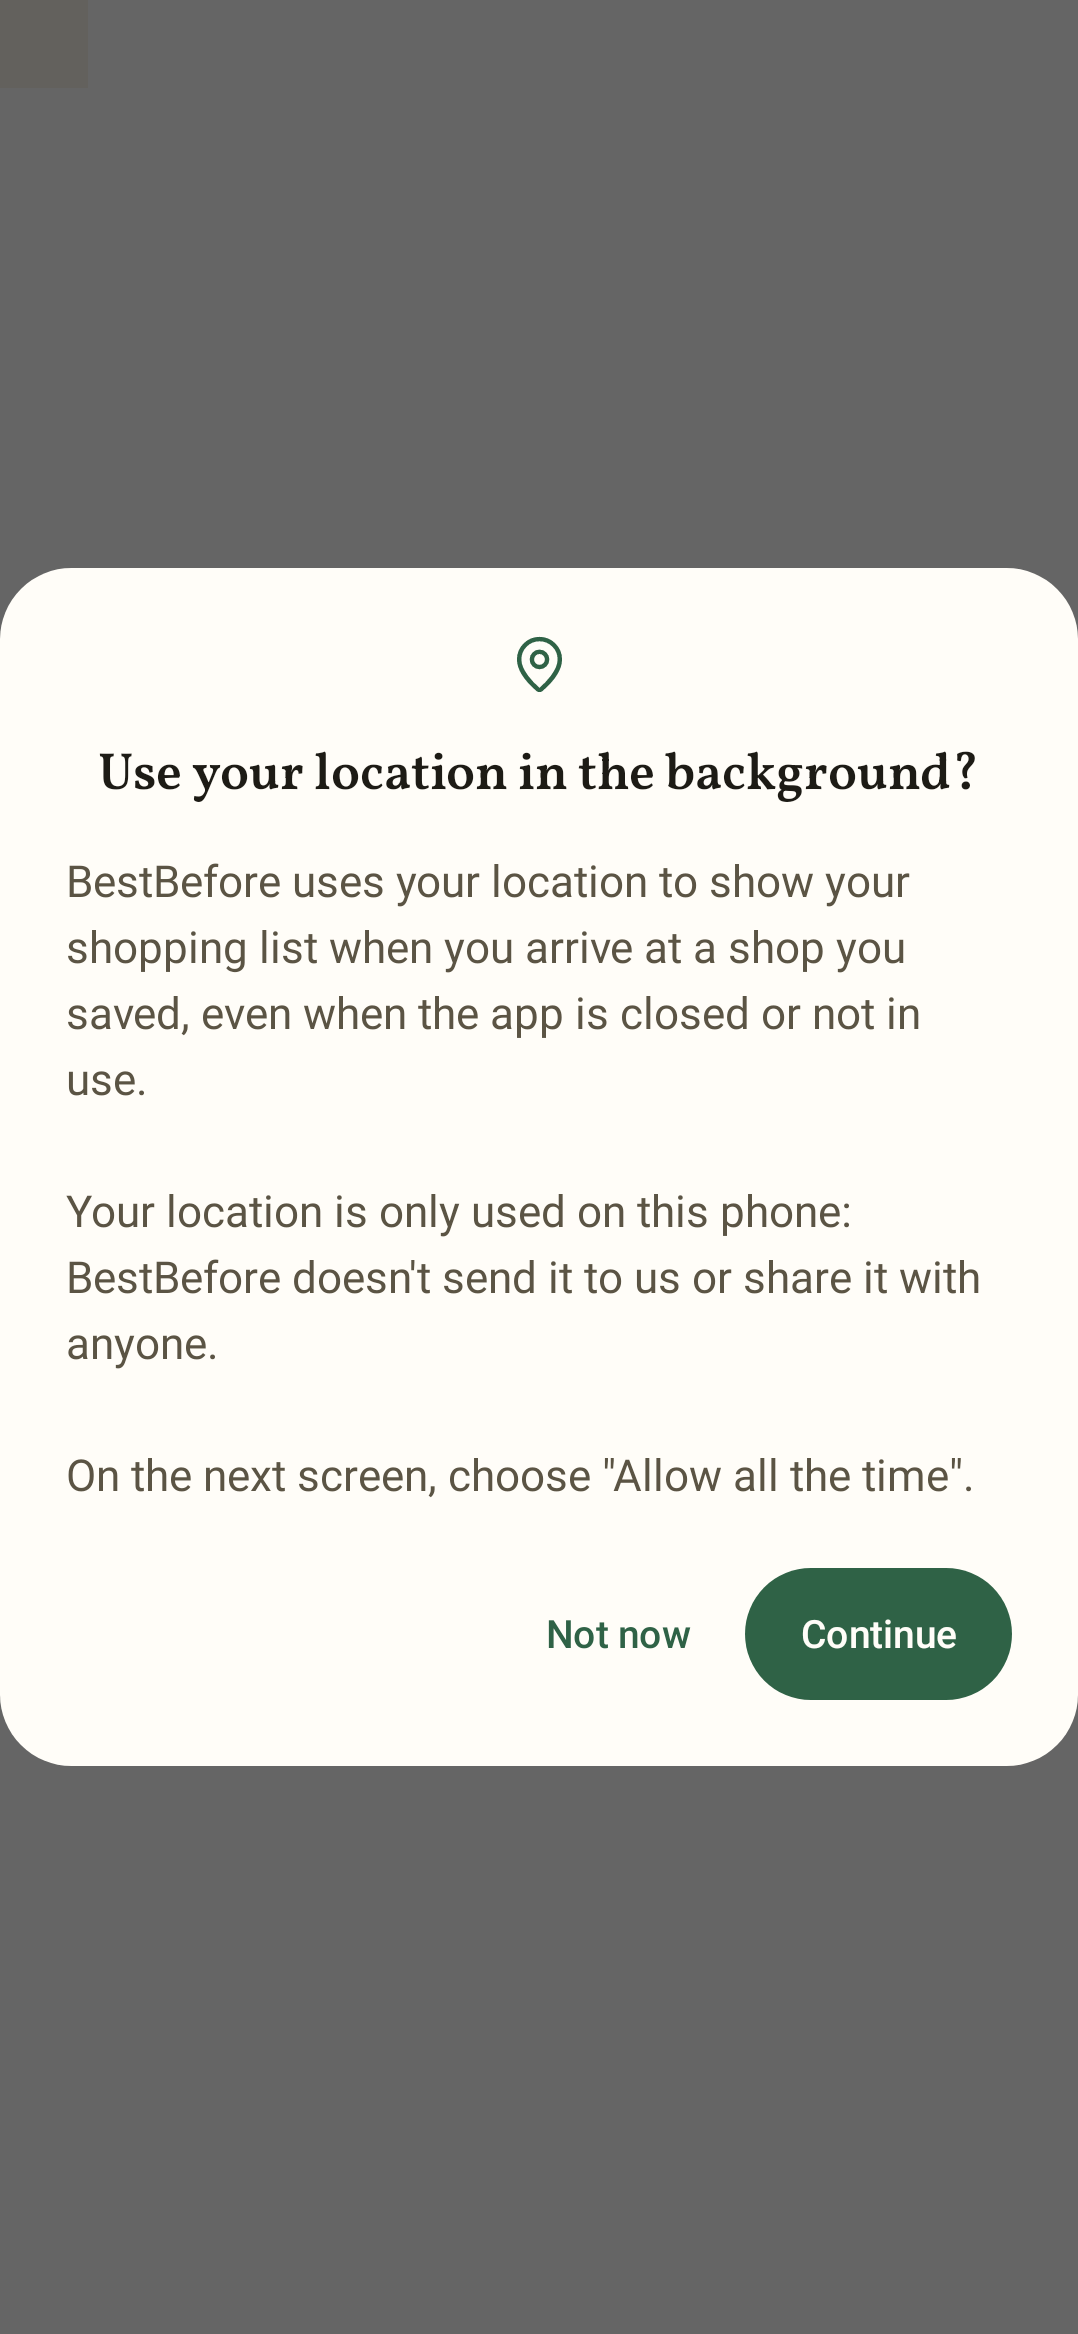 Use your location in the background?
BestBefore uses your location to show your
shopping list when you arrive at a shop you
saved, even when the app is closed or not in
use.
Your location is only used on this phone:
BestBefore doesn't send it to us or share it with
anyone.
On the next screen, choose "Allow all the time".
Not now
Continue